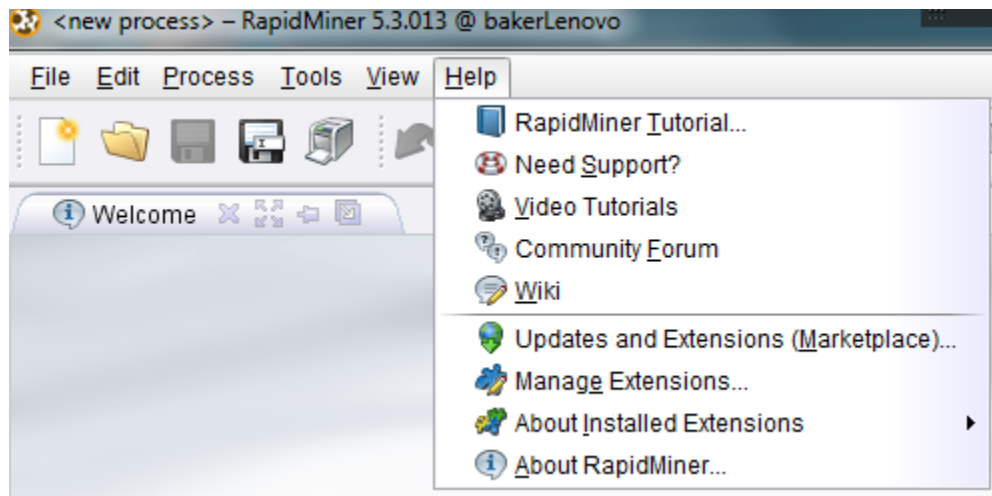 <new process> – RapidMiner 5.3.013 @ bakerLenovo
File Edit Process Tools View Help
RapidMiner Tutorial...
Need Support?
Video Tutorials
Community Forum
Wiki
Welcome
Updates and Extensions (Marketplace)...
Manage Extensions...
About Installed Extensions
About RapidMiner...